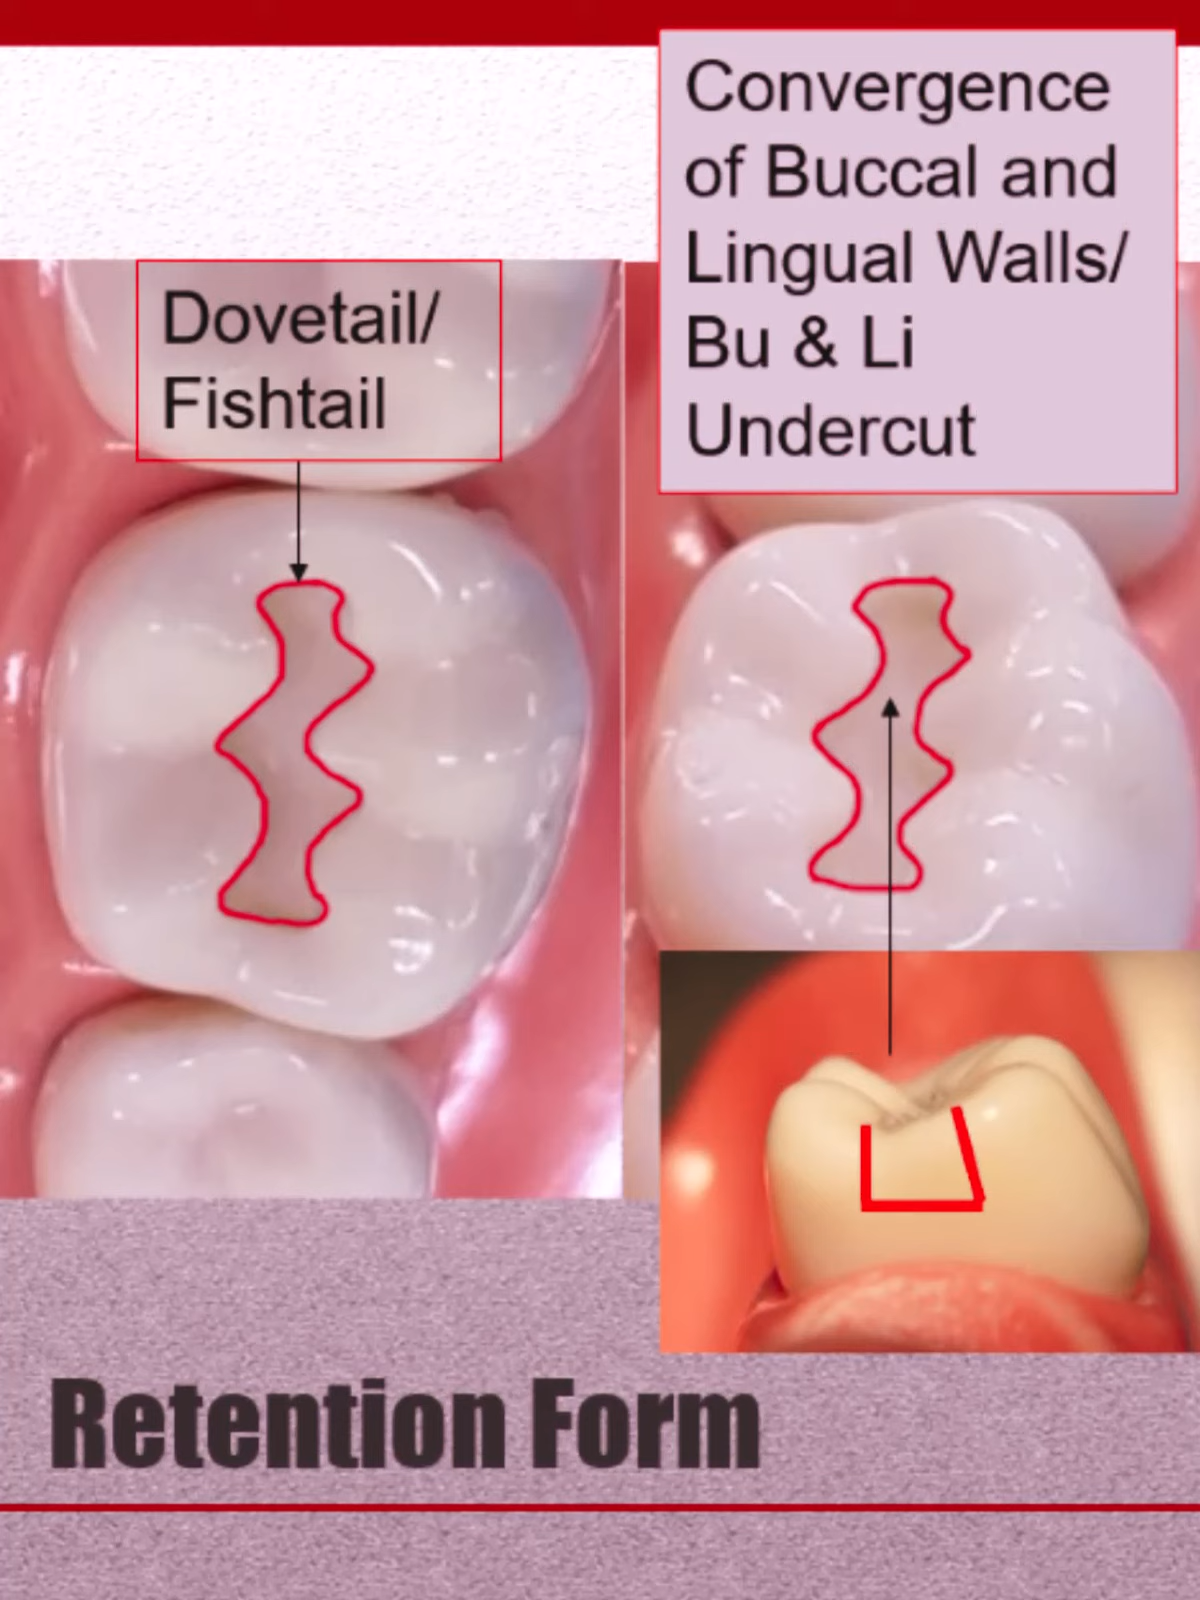 Convergence
of Buccal and
Lingual Walls/
Bu & Li
Undercut
Dovetail/
Fishtail
Retention Form